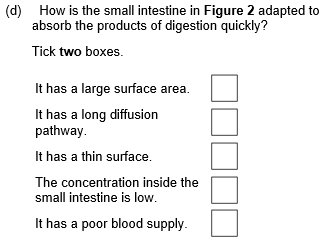 (d) How is the small intestine in Figure 2 adapted to
absorb the products of digestion quickly?
Tick two boxes.
It has a large surface area.
It has a long diffusion
pathway.
It has a thin surface.
The concentration inside the
small intestine is low.
It has a poor blood supply.